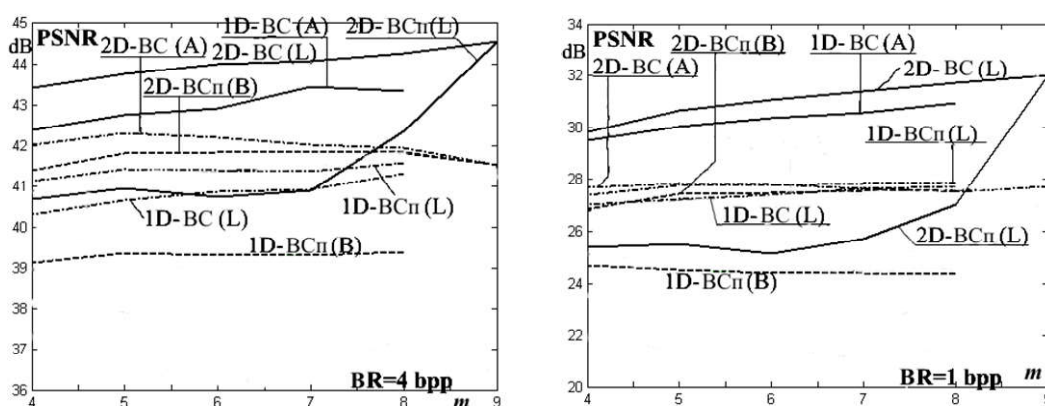 45
44
43
42
41
40
39
38
37
36
dB
PSNR
1D-BC (A)
2D-BCп(L)
2D-BC (A)
2D-BC (L)
2D-BCп(B)
1D-BC (L)
1D-BCп(L)
1D-BCп(B)
BR=4 bpp
4
5
6
7
8
9
m
34
32
30
28
26
24
22
20
dB
PSNR
2D-BCп(B)
1D-BC(A)
2D-BC (A)
2D-BC (L)
1D-BCп(L)
1D-BC (L)
2D-BCп(L)
1D-BCп(B)
BR=1 bpp
4
5
6
7
8
9
m